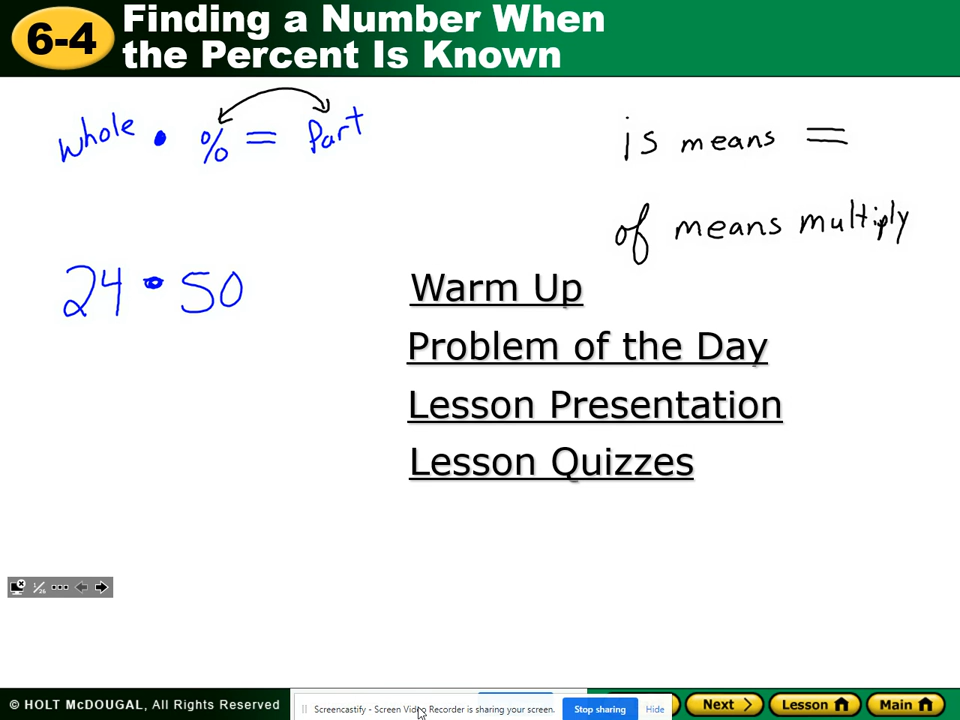 6-4
Finding a Number When
the Percent Is Known
whole • % = Part
is means =
of means multiply
24 • 50
Warm Up
Problem of the Day
Lesson Presentation
Lesson Quizzes
1/26
© HOLT McDOUGAL, All Rights Reserved
Screencastify - Screen Video Recorder is sharing your screen.
Stop sharing
Hide
Next >
Lesson
Main